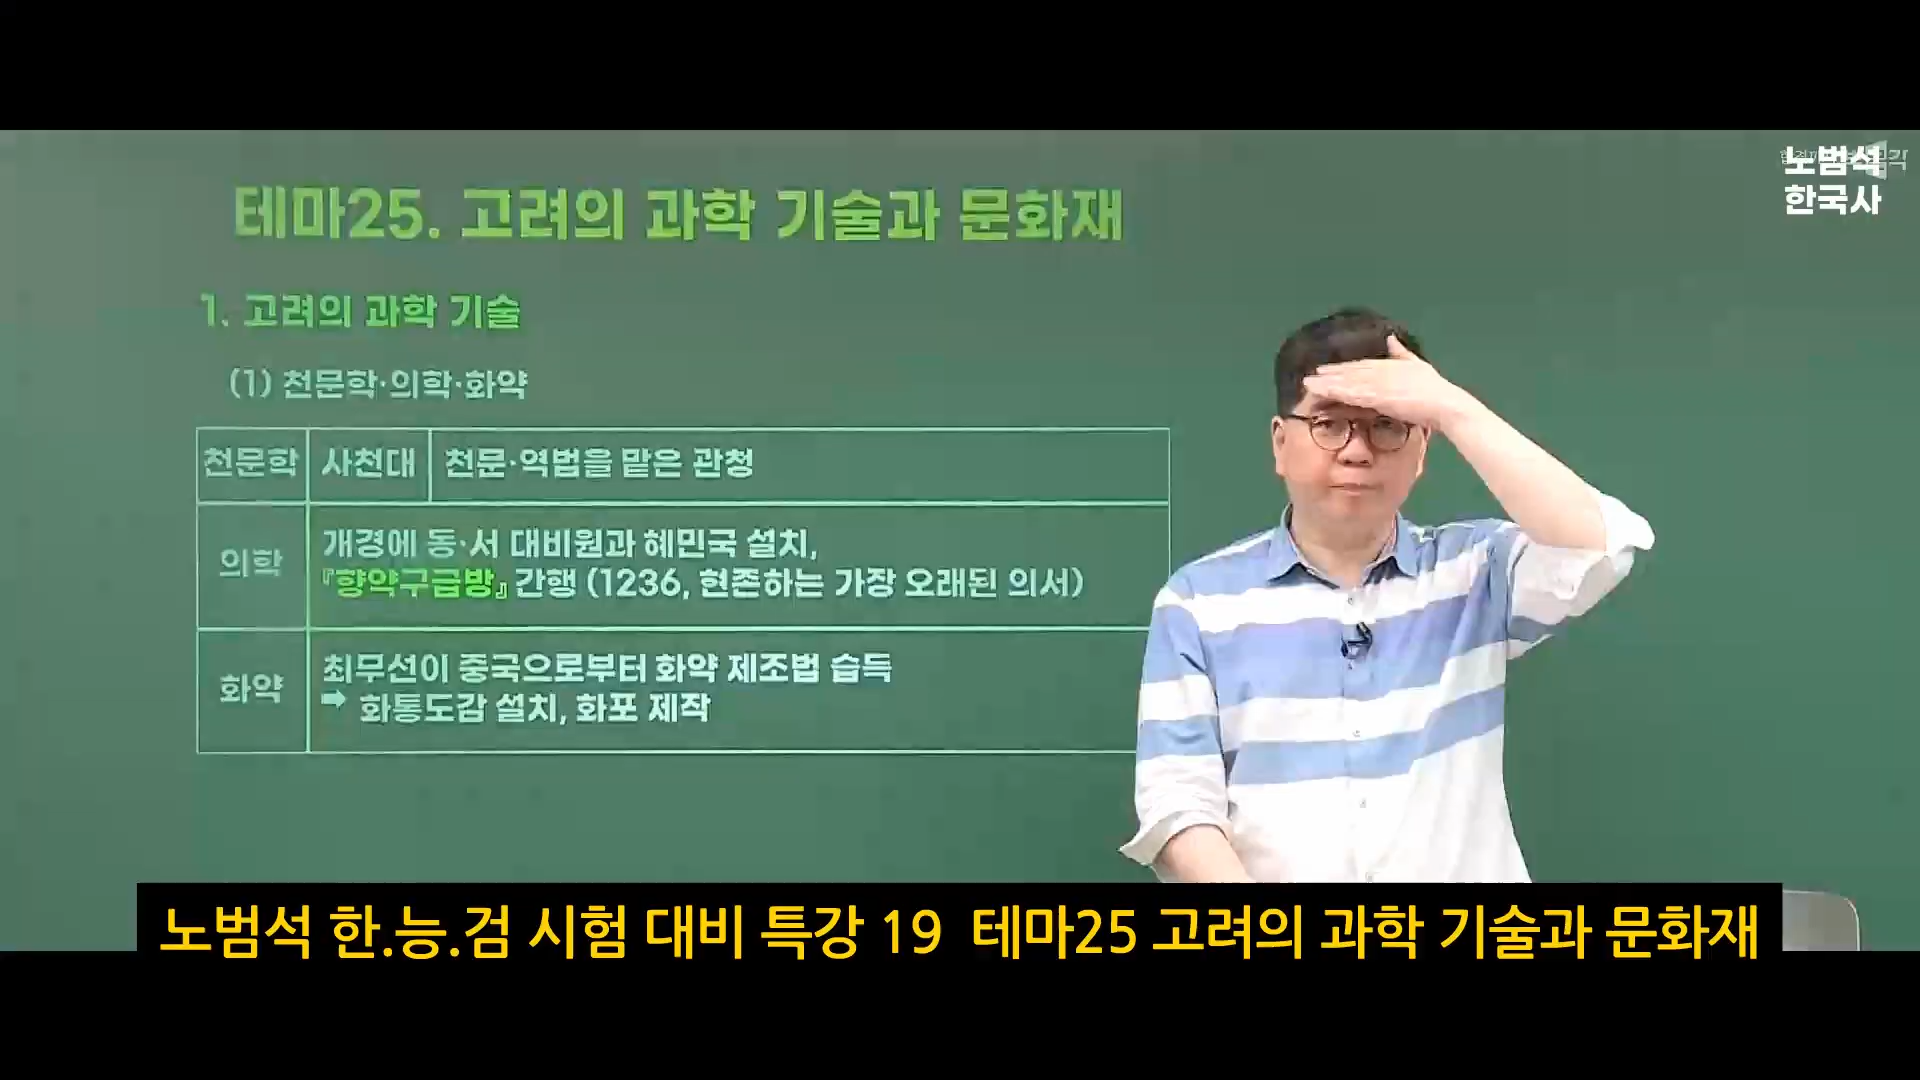 노범석
한국사
테마25. 고려의 과학 기술과 문화재
1. 고려의 과학 기술
(1) 천문학·의학·화약
천문학 사천대 천문·역법을 맡은 관청
의학
개경에 동·서 대비원과 혜민국 설치,
『향약구급방』 간행 (1236, 현존하는 가장 오래된 의서)
화약
최무선이 중국으로부터 화약 제조법 습득
➡ 화통도감 설치, 화포 제작
노범석 한.능.검 시험 대비 특강 19 테마25 고려의 과학 기술과 문화재